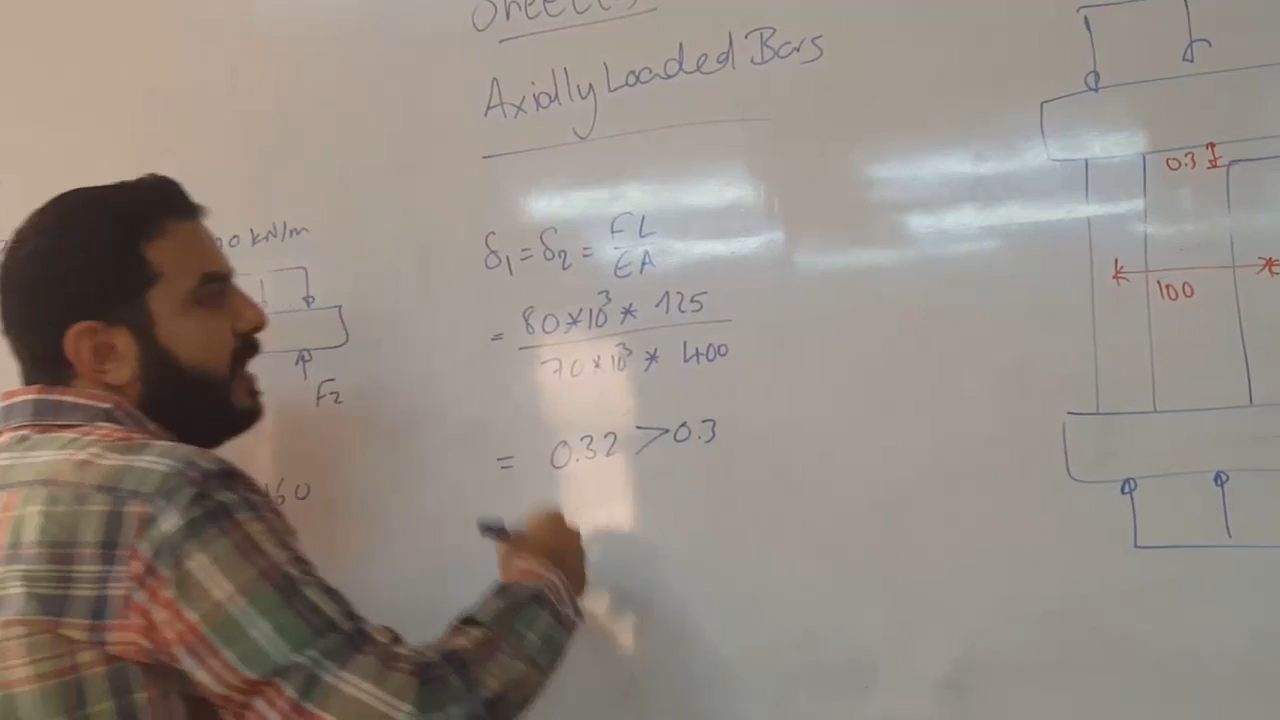 Axially Loaded Bars
δ₁ = δ₂ = FL / EA
= 80*10³ * 125 / 70*10³ * 400
= 0.32 > 0.3
0 kN/m
F2
60
0.3
100